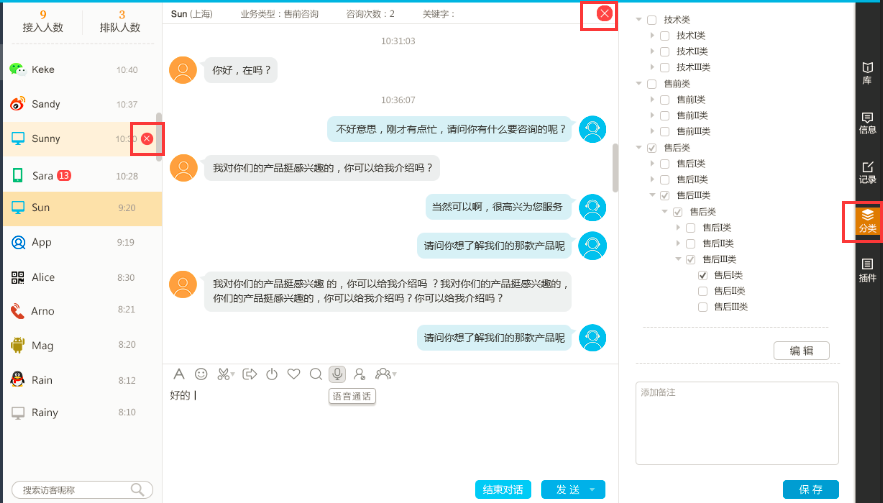 9
接入人数
3
排队人数
Keke 10:40
Sandy 10:37
Sunny
Sara 13 10:28
Sun 9:20
App 9:19
Alice 8:30
Arno 8:21
Mag 8:20
Rain 8:12
Rainy 8:10
搜索访客昵称
Sun (上海) 业务类型：售前咨询 咨询次数：2 关键字：
10:31:03
你好，在吗？
10:36:07
不好意思，刚才有点忙，请问你有什么要咨询的呢？
我对你们的产品挺感兴趣的，你可以给我介绍吗？
当然可以啊，很高兴为您服务
请问你想了解我们的那款产品呢
我对你们的产品挺感兴趣 的，你可以给我介绍吗 ？我对你们的产品挺感兴趣的，
你们的产品挺感兴趣的，你可以给我介绍吗？你可以给我介绍吗？
请问你想了解我们的那款产品呢
好的
语音通话
结束对话
发 送
技术类
技术I类
技术II类
技术III类
售前类
售前I类
售前II类
售前III类
售后类
售后I类
售后II类
售后III类
售后类
售后I类
售后II类
售后III类
售后I类
售后II类
售后III类
编 辑
添加备注
保 存
库
信息
记录
分类
插件